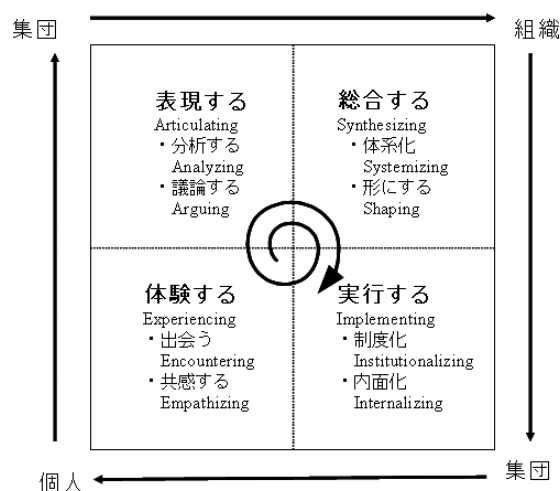 集団
組織
表現する
Articulating
・分析する
Analyzing
・議論する
Arguing
総合する
Synthesizing
・体系化
Systemizing
・形にする
Shaping
体験する
Experiencing
・出会う
Encountering
・共感する
Empathizing
実行する
Implementing
・制度化
Institutionalizing
・内面化
Internalizing
個人
集団